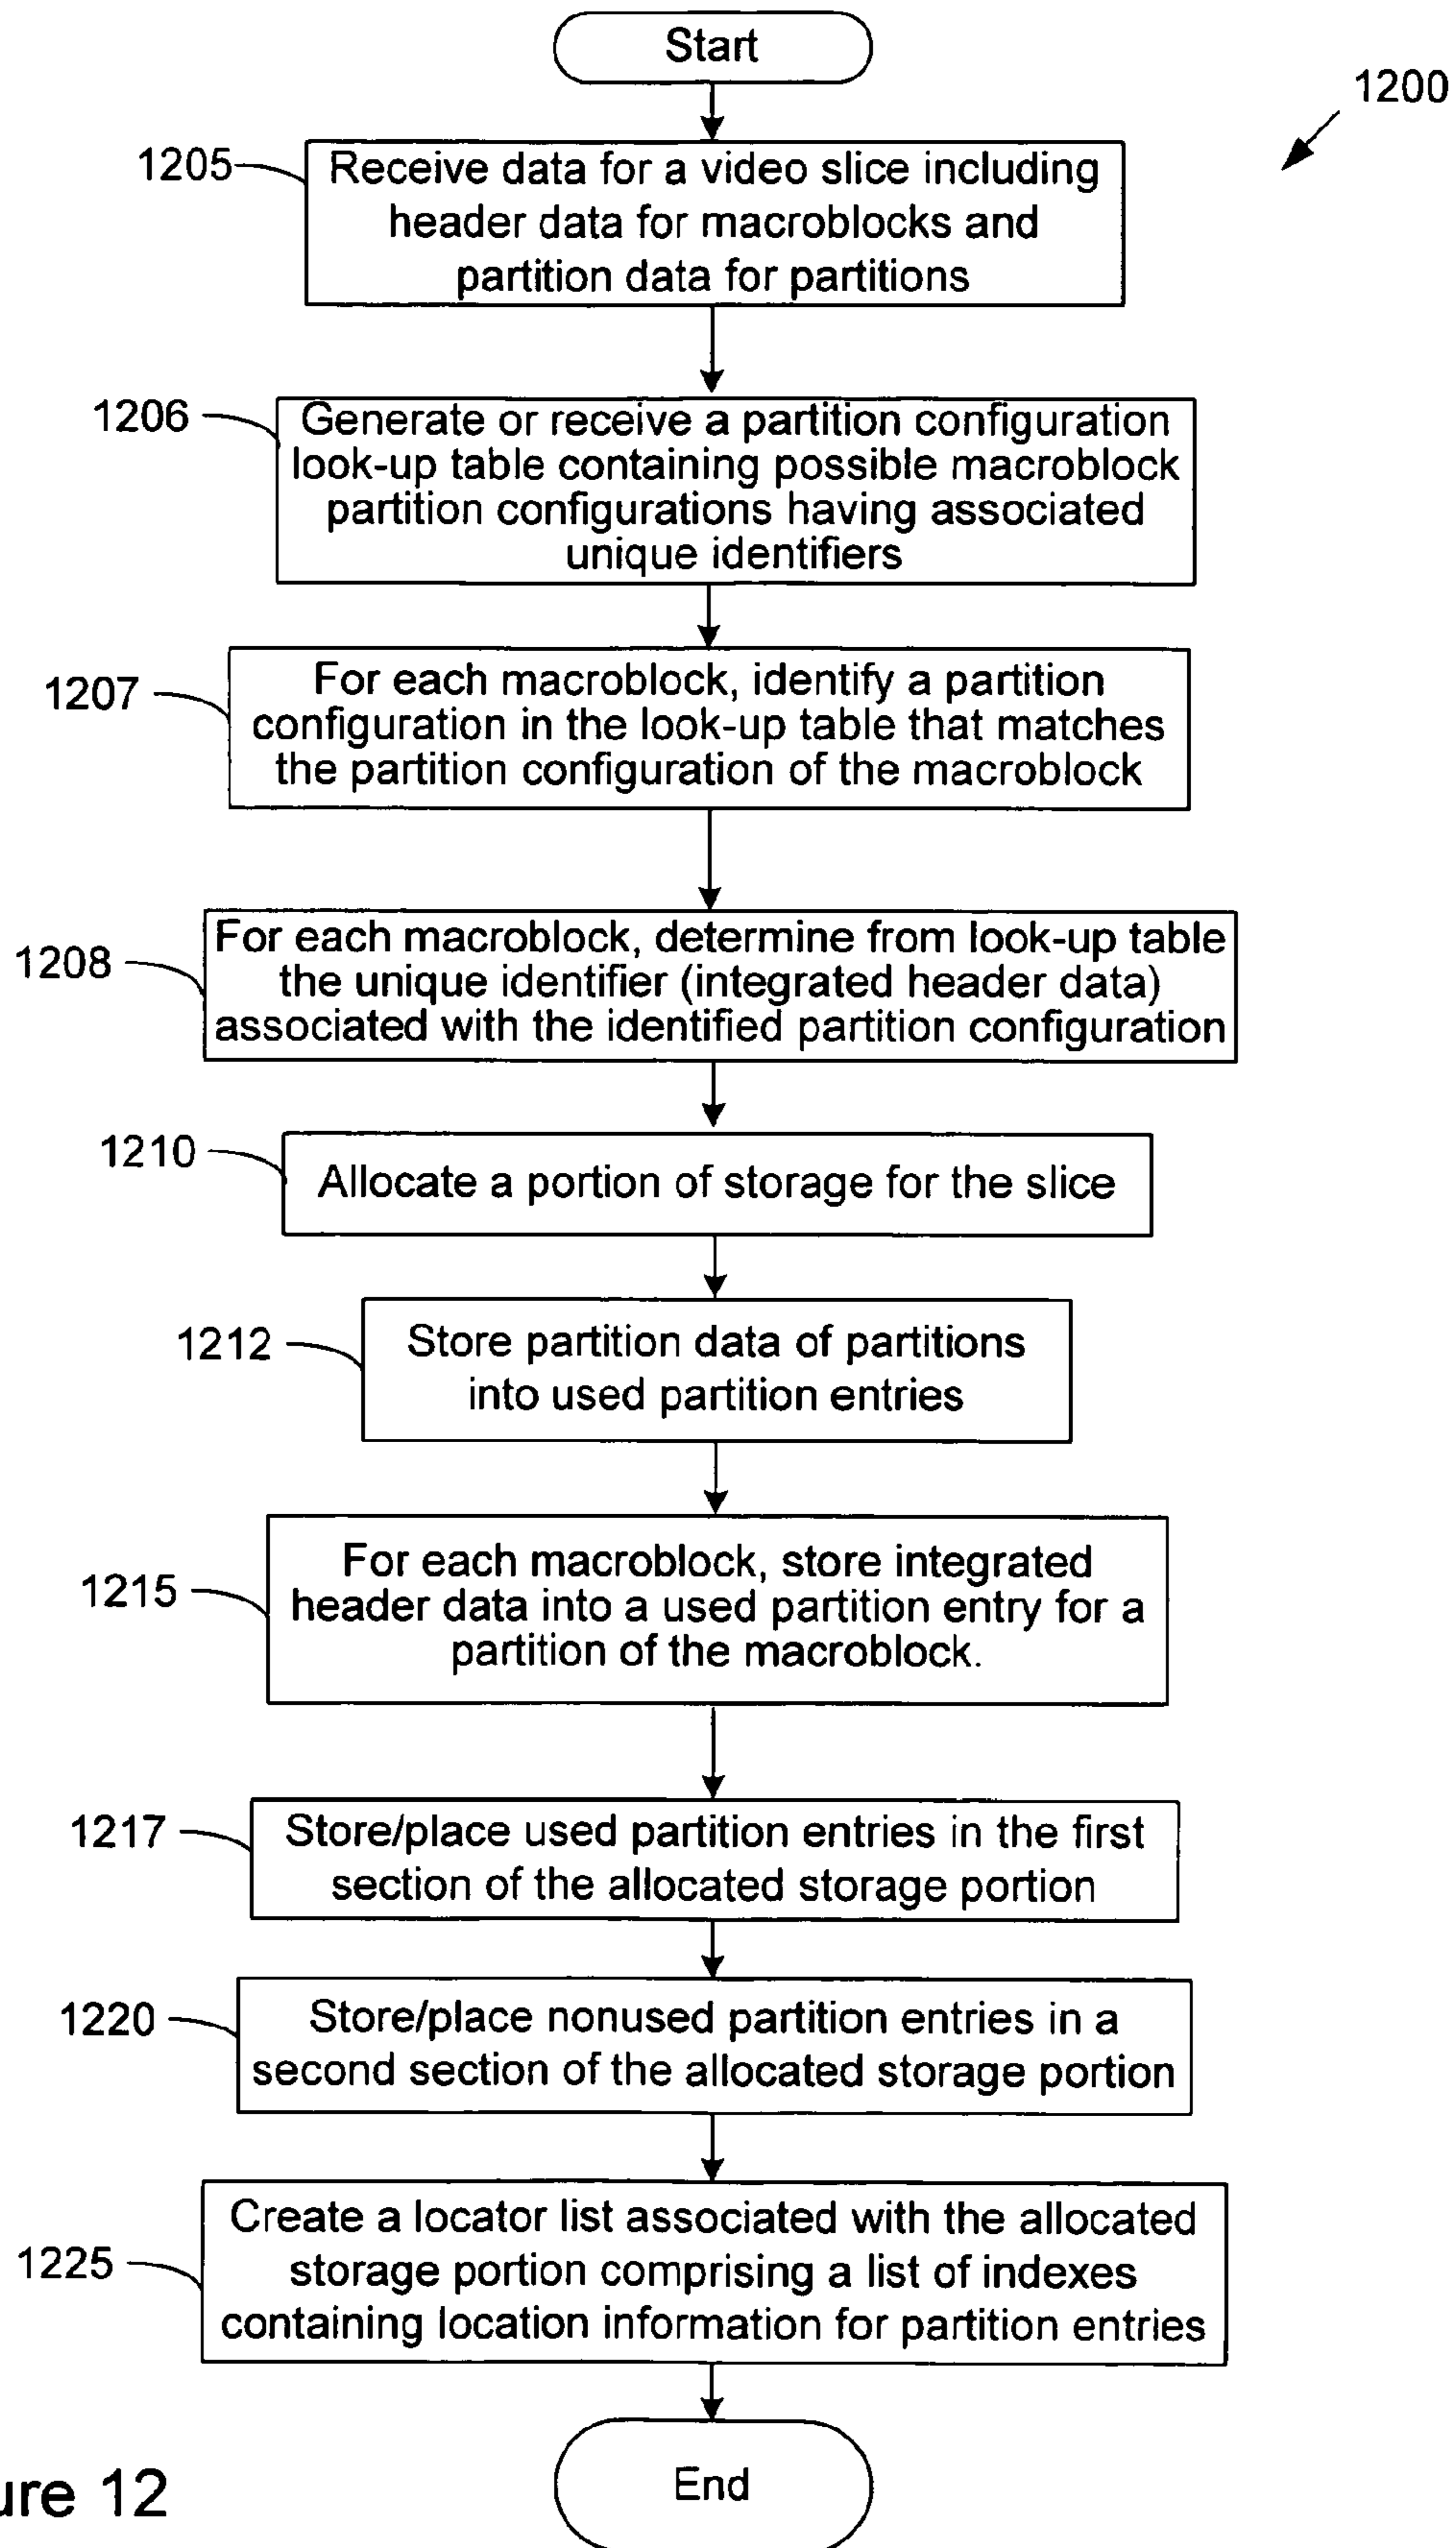 Start
1200
1205
Receive data for a video slice including
header data for macroblocks and
partition data for partitions
1206
Generate or receive a partition configuration
look-up table containing possible macroblock
partition configurations having associated
unique identifiers
1207
For each macroblock, identify a partition
configuration in the look-up table that matches
the partition configuration of the macroblock
1208
For each macroblock, determine from look-up table
the unique identifier (integrated header data)
associated with the identified partition configuration
1210
Allocate a portion of storage for the slice
1212
Store partition data of partitions
into used partition entries
1215
For each macroblock, store integrated
header data into a used partition entry for a
partition of the macroblock.
1217
Store/place used partition entries in the first
section of the allocated storage portion
1220
Store/place nonused partition entries in a
second section of the allocated storage portion
1225
Create a locator list associated with the allocated
storage portion comprising a list of indexes
containing location information for partition entries
End
ure 12